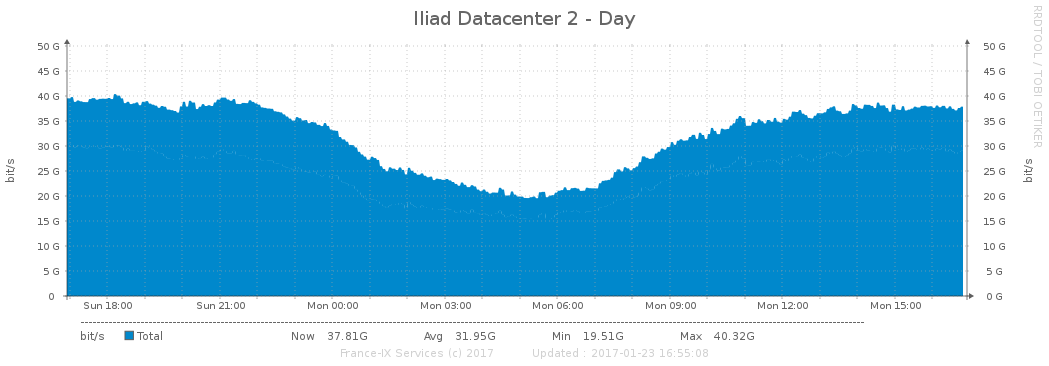 Iliad Datacenter 2 - Day
RRDTOOL / TOBI OETIKER
bit/s
50 G 50 G
45 G 45 G
40 G 40 G
35 G 35 G
30 G 30 G
25 G 25 G
20 G 20 G
15 G 15 G
10 G 10 G
5 G 5 G
0 0 G
bit/s
Sun 18:00 Sun 21:00 Mon 00:00 Mon 03:00 Mon 06:00 Mon 09:00 Mon 12:00 Mon 15:00
bit/s Total Now 37.81G Avg 31.95G Min 19.51G Max 40.32G
France-IX Services (c) 2017 Updated : 2017-01-23 16:55:08